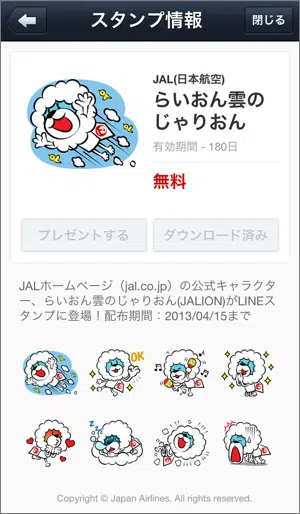 スタンプ情報
閉じる
JAL(日本航空)
らいおん雲の
じゃりおん
有効期間 - 180日
無料
プレゼントする
ダウンロード済み
JALホームページ（jal.co.jp）の公式キャラクタ
ー、らいおん雲のじゃりおん(JALION)がLINEス
タンプに登場！配布期間：2013/04/15まで
OK
Copyright © Japan Airlines. All rights reserved.